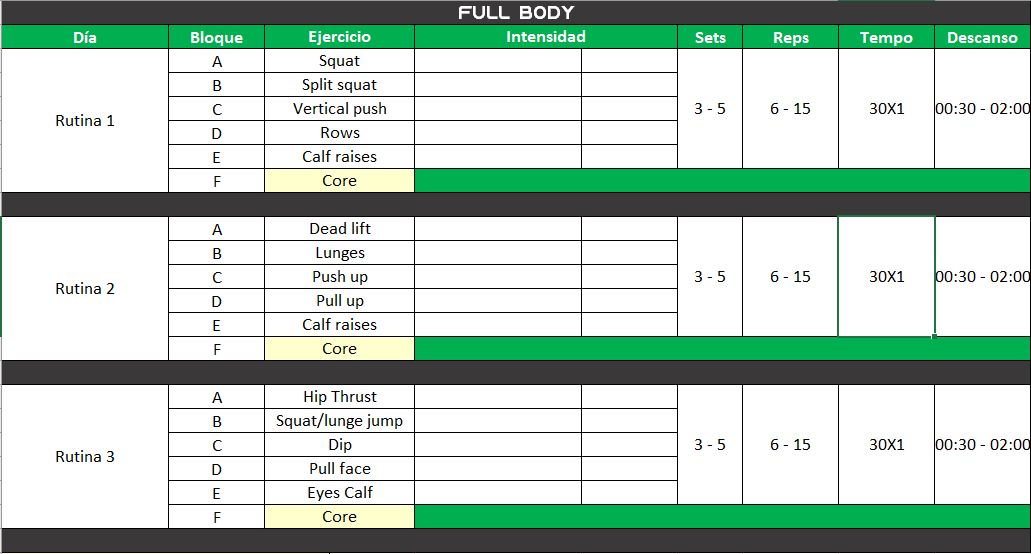 FULL BODY
Día Bloque Ejercicio Intensidad Sets Reps Tempo Descanso
A Squat
B Split squat
Rutina 1 C Vertical push 3 - 5 6 - 15 30X1 00:30 - 02:00
D Rows
E Calf raises
F Core
A Dead lift
B Lunges
Rutina 2 C Push up 3 - 5 6 - 15 30X1 00:30 - 02:00
D Pull up
E Calf raises
F Core
A Hip Thrust
B Squat/lunge jump
Rutina 3 C Dip 3 - 5 6 - 15 30X1 00:30 - 02:00
D Pull face
E Eyes Calf
F Core